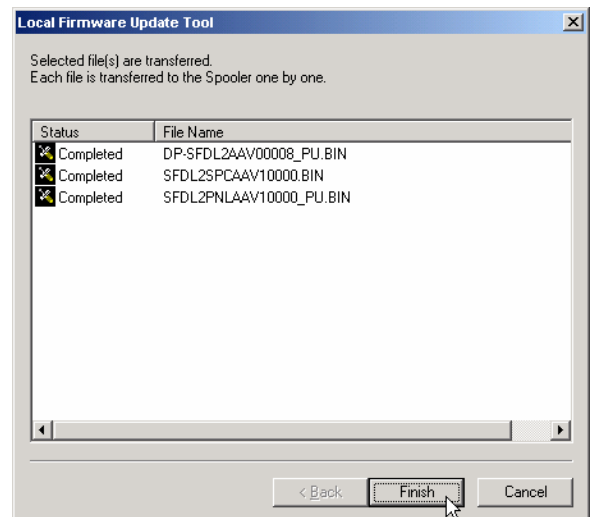 Local Firmware Update Tool
Selected file(s) are transferred.
Each file is transferred to the Spooler one by one.
Status File Name
Completed DP-SFDL2AAV00008_PU.BIN
Completed SFDL2SPCAAV10000.BIN
Completed SFDL2PNLAAV10000_PU.BIN
< Back Finish Cancel